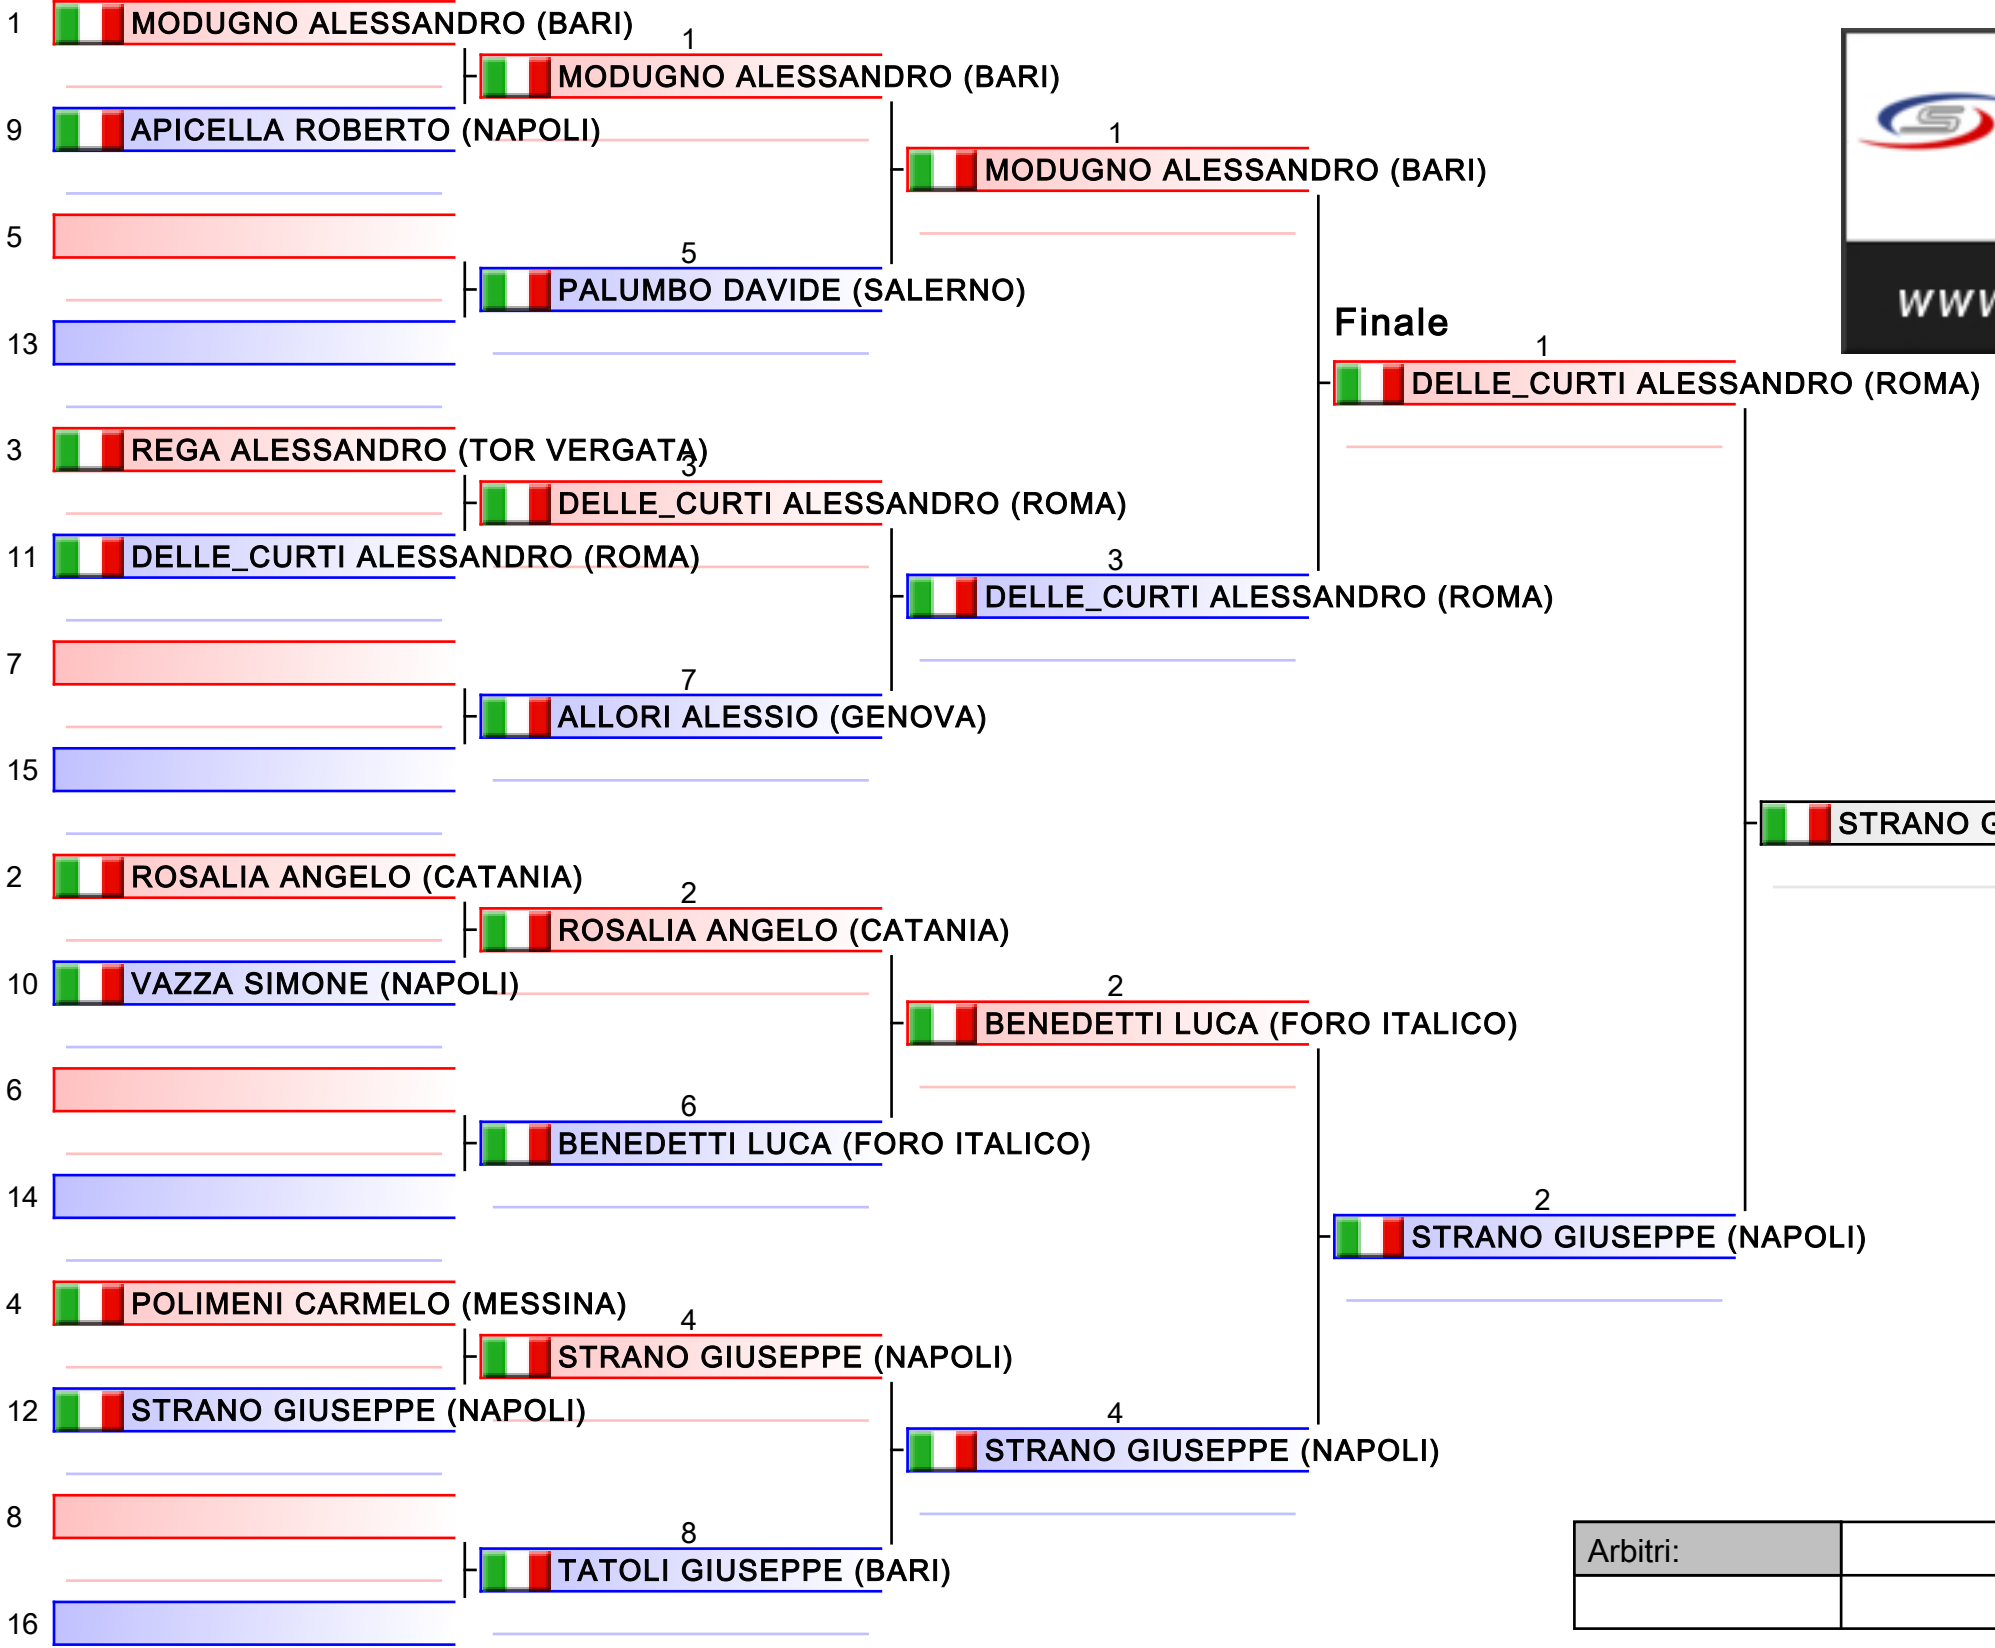 1 MODUGNO ALESSANDRO (BARI)
1
MODUGNO ALESSANDRO (BARI)
9 APICELLA ROBERTO (NAPOLI)
1
MODUGNO ALESSANDRO (BARI)
5
5
PALUMBO DAVIDE (SALERNO)
13
Finale
1
DELLE_CURTI ALESSANDRO (ROMA)
3 REGA ALESSANDRO (TOR VERGATA)
3
DELLE_CURTI ALESSANDRO (ROMA)
11 DELLE_CURTI ALESSANDRO (ROMA)
3
DELLE_CURTI ALESSANDRO (ROMA)
7
7
ALLORI ALESSIO (GENOVA)
15
STRANO
2 ROSALIA ANGELO (CATANIA)
2
ROSALIA ANGELO (CATANIA)
10 VAZZA SIMONE (NAPOLI)
2
BENEDETTI LUCA (FORO ITALICO)
6
6
BENEDETTI LUCA (FORO ITALICO)
14
2
STRANO GIUSEPPE (NAPOLI)
4 POLIMENI CARMELO (MESSINA)
4
STRANO GIUSEPPE (NAPOLI)
12 STRANO GIUSEPPE (NAPOLI)
4
STRANO GIUSEPPE (NAPOLI)
8
8
TATOLI GIUSEPPE (BARI)
16
Arbitri: